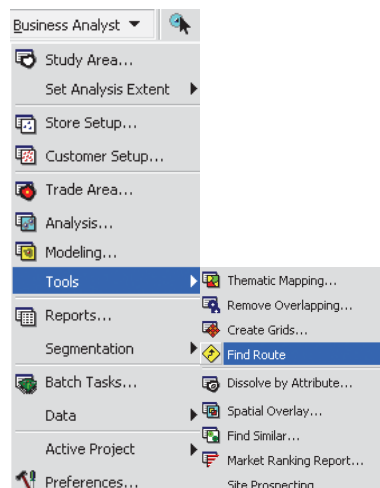 Business Analyst
Study Area...
Set Analysis Extent
Store Setup...
Customer Setup...
Trade Area...
Analysis...
Modeling...
Tools
Thematic Mapping...
Remove Overlapping...
Reports...
Create Grids...
Segmentation
Find Route
Batch Tasks...
Dissolve by Attribute...
Data
Spatial Overlay...
Find Similar...
Active Project
Market Ranking Report...
Preferences...
Site Prospecting